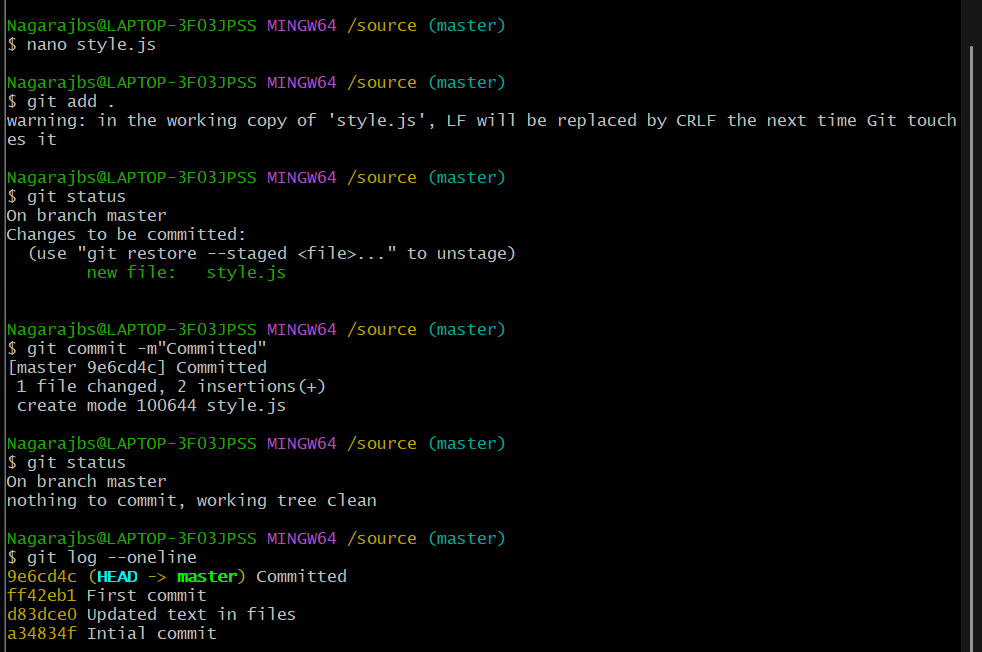 Nagarajbs@LAPTOP-3FO3JPSS MINGW64 /source (master)
$ nano style.js
Nagarajbs@LAPTOP-3FO3JPSS MINGW64 /source (master)
$ git add .
warning: in the working copy of 'style.js', LF will be replaced by CRLF the next time Git touch
es it
Nagarajbs@LAPTOP-3FO3JPSS MINGW64 /source (master)
$ git status
On branch master
Changes to be committed:
  (use "git restore --staged <file>..." to unstage)
        new file:   style.js
Nagarajbs@LAPTOP-3FO3JPSS MINGW64 /source (master)
$ git commit -m"Committed"
[master 9e6cd4c] Committed
 1 file changed, 2 insertions(+)
 create mode 100644 style.js
Nagarajbs@LAPTOP-3FO3JPSS MINGW64 /source (master)
$ git status
On branch master
nothing to commit, working tree clean
Nagarajbs@LAPTOP-3FO3JPSS MINGW64 /source (master)
$ git log --oneline
9e6cd4c (HEAD -> master) Committed
ff42eb1 First commit
d83dce0 Updated text in files
a34834f Intial commit